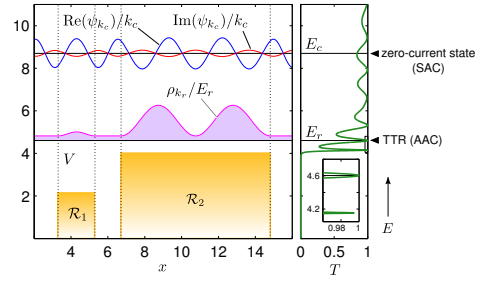 Re(ψ_{k_c})/k_c Im(ψ_{k_c})/k_c
10
8
6
4
2
ρ_{k_r}/E_r
V
R_1
R_2
4 6 8 10 12 14
x
E_c
E_r
4.6
4.2
0.98 1
0 0.5 1
T
zero-current state
(SAC)
TTR (AAC)
E